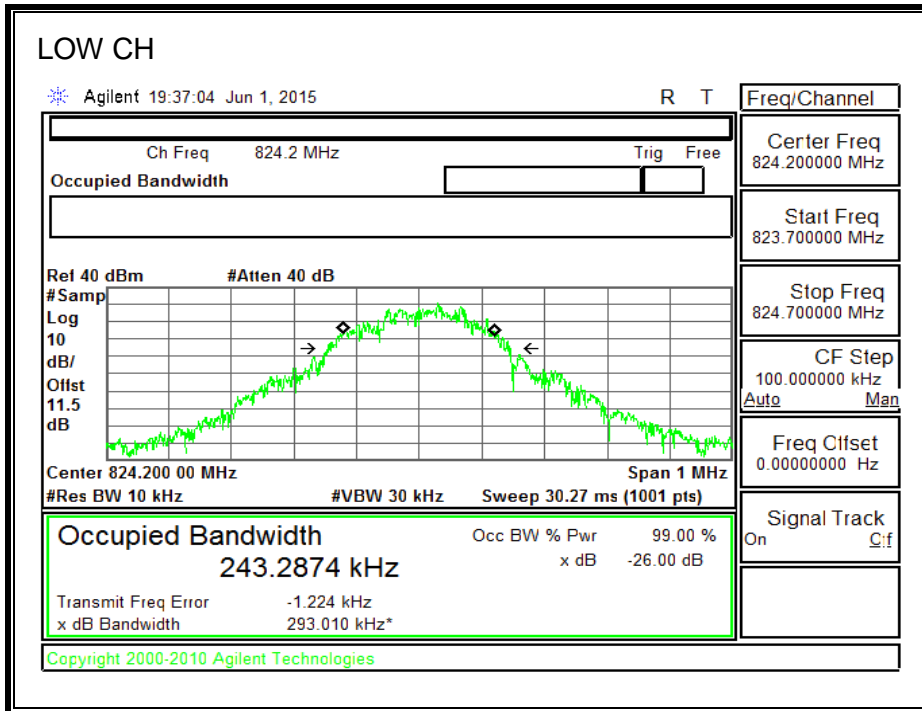 LOW CH
Agilent 19:37:04 Jun 1, 2015 R T
Freq/Channel
Ch Freq 824.2 MHz Trig Free
Occupied Bandwidth
Center Freq
824.200000 MHz
Start Freq
823.700000 MHz
Stop Freq
824.700000 MHz
CF Step
100.000000 kHz
Auto Man
Freq Offset
0.00000000 Hz
Signal Track
On Off
Ref 40 dBm #Atten 40 dB
#Samp
Log
10
dB/
Offst
11.5
dB
Center 824.200 00 MHz Span 1 MHz
#Res BW 10 kHz #VBW 30 kHz Sweep 30.27 ms (1001 pts)
Occupied Bandwidth
243.2874 kHz
Occ BW % Pwr 99.00 %
x dB -26.00 dB
Transmit Freq Error -1.224 kHz
x dB Bandwidth 293.010 kHz*
Copyright 2000-2010 Agilent Technologies